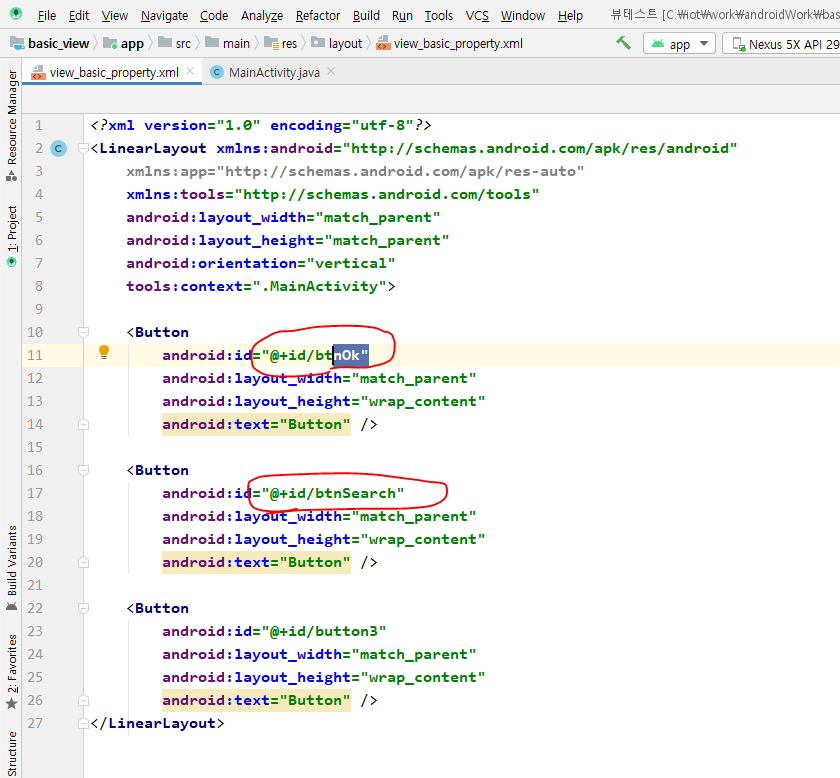 File Edit View Navigate Code Analyze Refactor Build Run Tools VCS Window Help 뷰테스트 [C:\iot\work\androidWork\bas
basic_view app src main res layout view_basic_property.xml app Nexus 5X API 29
view_basic_property.xml MainActivity.java
Resource Manager
1: Project
Build Variants
2: Favorites
Structure
1 <?xml version="1.0" encoding="utf-8"?>
2 <LinearLayout xmlns:android="http://schemas.android.com/apk/res/android"
3 xmlns:app="http://schemas.android.com/apk/res-auto"
4 xmlns:tools="http://schemas.android.com/tools"
5 android:layout_width="match_parent"
6 android:layout_height="match_parent"
7 android:orientation="vertical"
8 tools:context=".MainActivity">
9
10 <Button
11 android:id="@+id/btnOk"
12 android:layout_width="match_parent"
13 android:layout_height="wrap_content"
14 android:text="Button" />
15
16 <Button
17 android:id="@+id/btnSearch"
18 android:layout_width="match_parent"
19 android:layout_height="wrap_content"
20 android:text="Button" />
21
22 <Button
23 android:id="@+id/button3"
24 android:layout_width="match_parent"
25 android:layout_height="wrap_content"
26 android:text="Button" />
27 </LinearLayout>